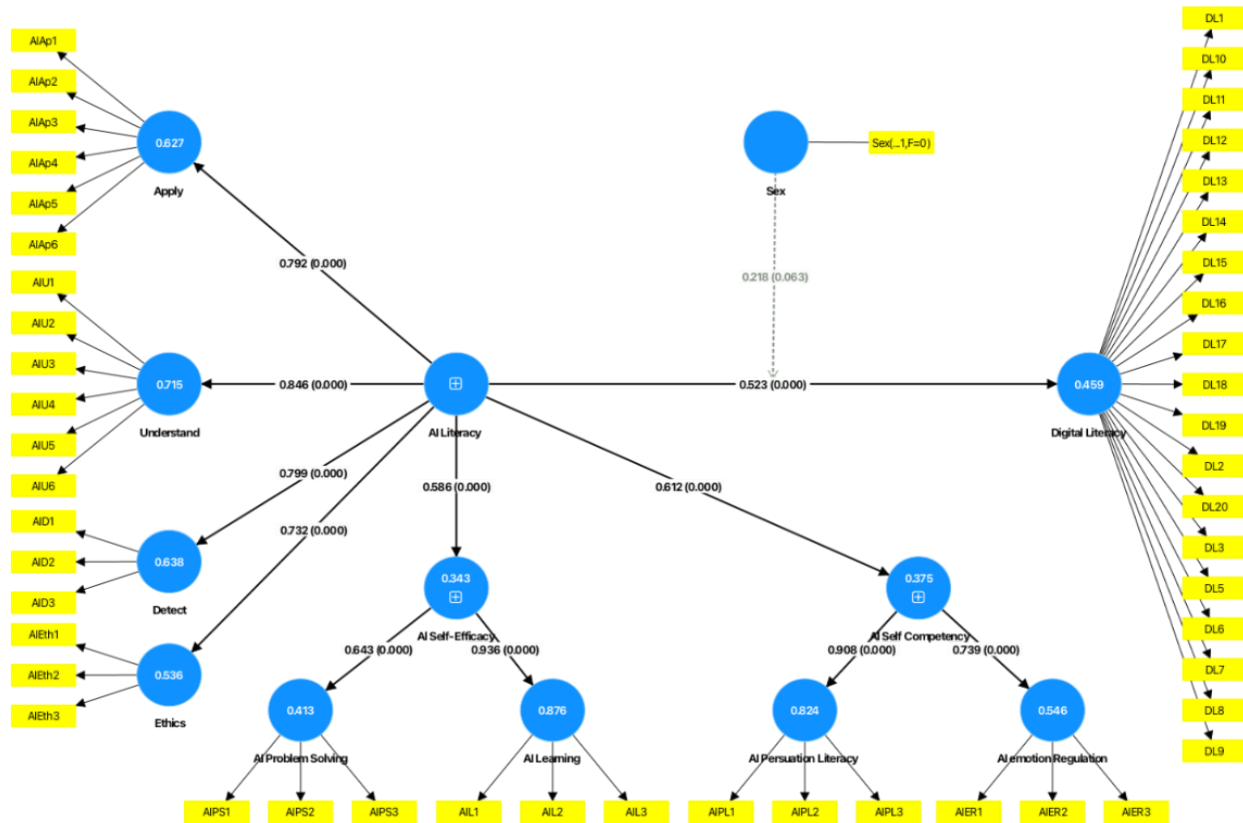 AIAp1
AIAp2
AIAp3
AIAp4
AIAp5
AIAp6
0.627
Apply
AIU1
AIU2
AIU3
AIU4
AIU5
AIU6
0.715
Understand
AID1
AID2
AID3
0.638
Detect
AIEth1
AIEth2
AIEth3
0.536
Ethics
0.792 (0.000)
0.846 (0.000)
0.799 (0.000)
0.732 (0.000)
AI Literacy
0.586 (0.000)
0.612 (0.000)
0.523 (0.000)
Sex
Sex(...1,F=0)
0.218 (0.063)
0.343
AI Self-Efficacy
0.643 (0.000)
0.936 (0.000)
0.413
AI Problem Solving
AIPS1
AIPS2
AIPS3
0.876
AI Learning
AIL1
AIL2
AIL3
0.375
AI Self Competency
0.908 (0.000)
0.739 (0.000)
0.824
AI Persuation Literacy
AIPL1
AIPL2
AIPL3
0.546
AI emotion Regulation
AIER1
AIER2
AIER3
0.459
Digital Literacy
DL1
DL10
DL11
DL12
DL13
DL14
DL15
DL16
DL17
DL18
DL19
DL2
DL20
DL3
DL5
DL6
DL7
DL8
DL9